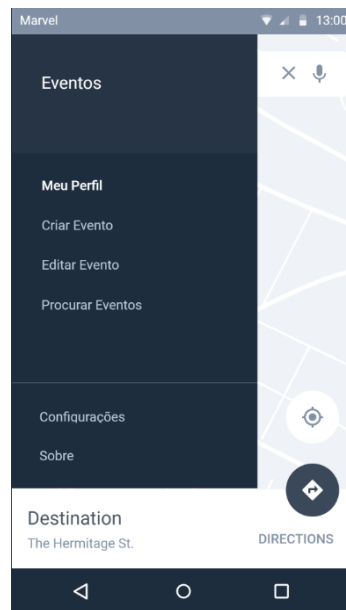 Marvel 13:00
Eventos
Meu Perfil
Criar Evento
Editar Evento
Procurar Eventos
Configurações
Sobre
Destination
The Hermitage St.
DIRECTIONS